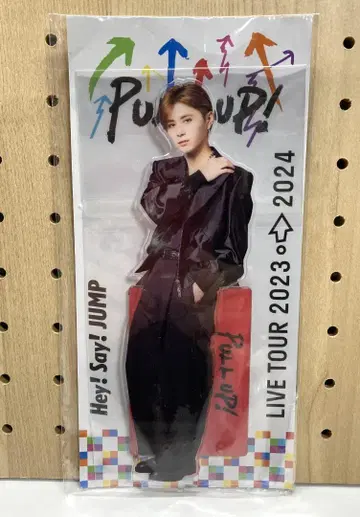 PULL UP!
Hey! Say! JUMP
LIVE TOUR 2023 2024
PULL UP!